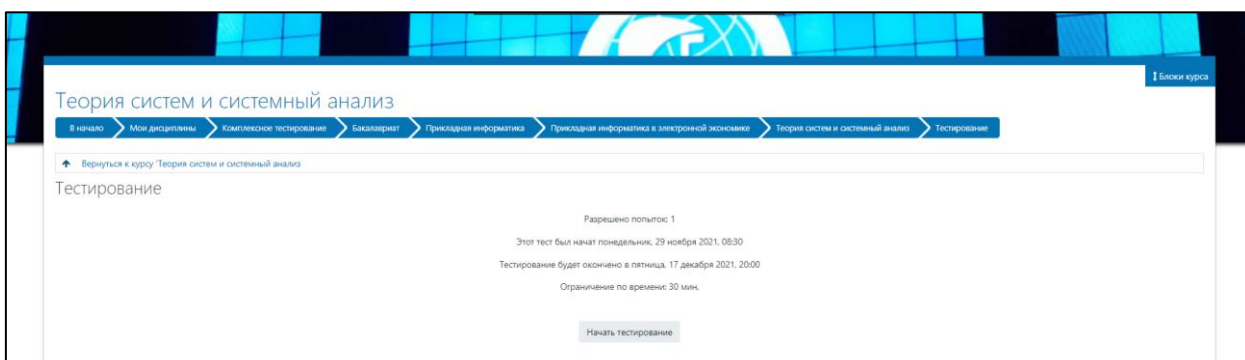 Блоки курса
Теория систем и системный анализ
В начало Мои дисциплины Комплексное тестирование Бакалавриат Прикладная информатика Прикладная информатика в электронной экономике Теория систем и системный анализ Тестирование
Вернуться к курсу 'Теория систем и системный анализ
Тестирование
Разрешено попыток: 1
Этот тест был начат понедельник, 29 ноября 2021, 08:30
Тестирование будет окончено в пятница, 17 декабря 2021, 20:00
Ограничение по времени: 30 мин.
Начать тестирование